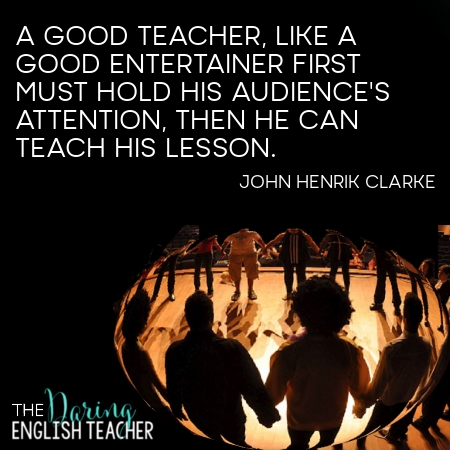 A GOOD TEACHER, LIKE A
GOOD ENTERTAINER FIRST
MUST HOLD HIS AUDIENCE'S
ATTENTION, THEN HE CAN
TEACH HIS LESSON.
JOHN HENRIK CLARKE
THE Daring
ENGLISH TEACHER